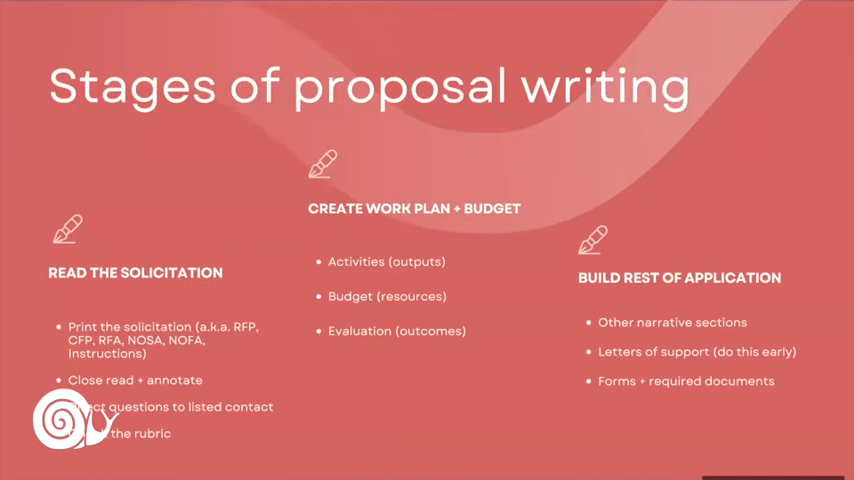 Stages of proposal writing
READ THE SOLICITATION
Print the solicitation (a.k.a. RFP,
CFP, RFA, NOSA, NOFA,
Instructions)
Close read + annotate
questions to listed contact
the rubric
CREATE WORK PLAN + BUDGET
Activities (outputs)
Budget (resources)
Evaluation (outcomes)
BUILD REST OF APPLICATION
Other narrative sections
Letters of support (do this early)
Forms + required documents